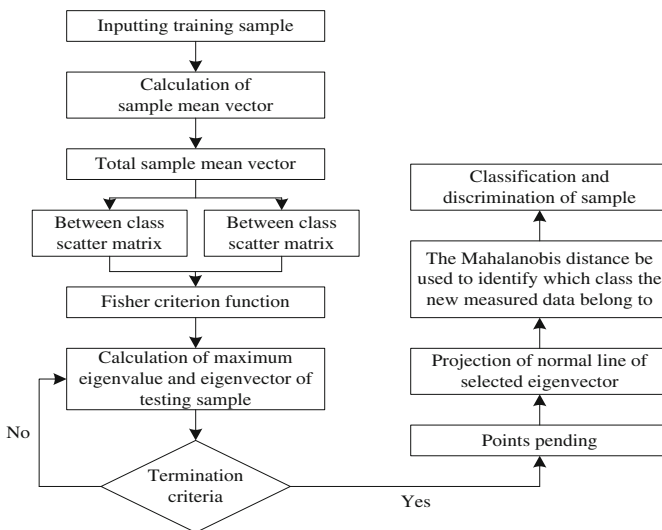 Inputting training sample
Calculation of
sample mean vector
Total sample mean vector
Between class
scatter matrix
Between class
scatter matrix
Fisher criterion function
Calculation of maximum
eigenvalue and eigenvector of
testing sample
No
Termination
criteria
Yes
Points pending
Projection of normal line of
selected eigenvector
The Mahalanobis distance be
used to identify which class the
new measured data belong to
Classification and
discrimination of sample